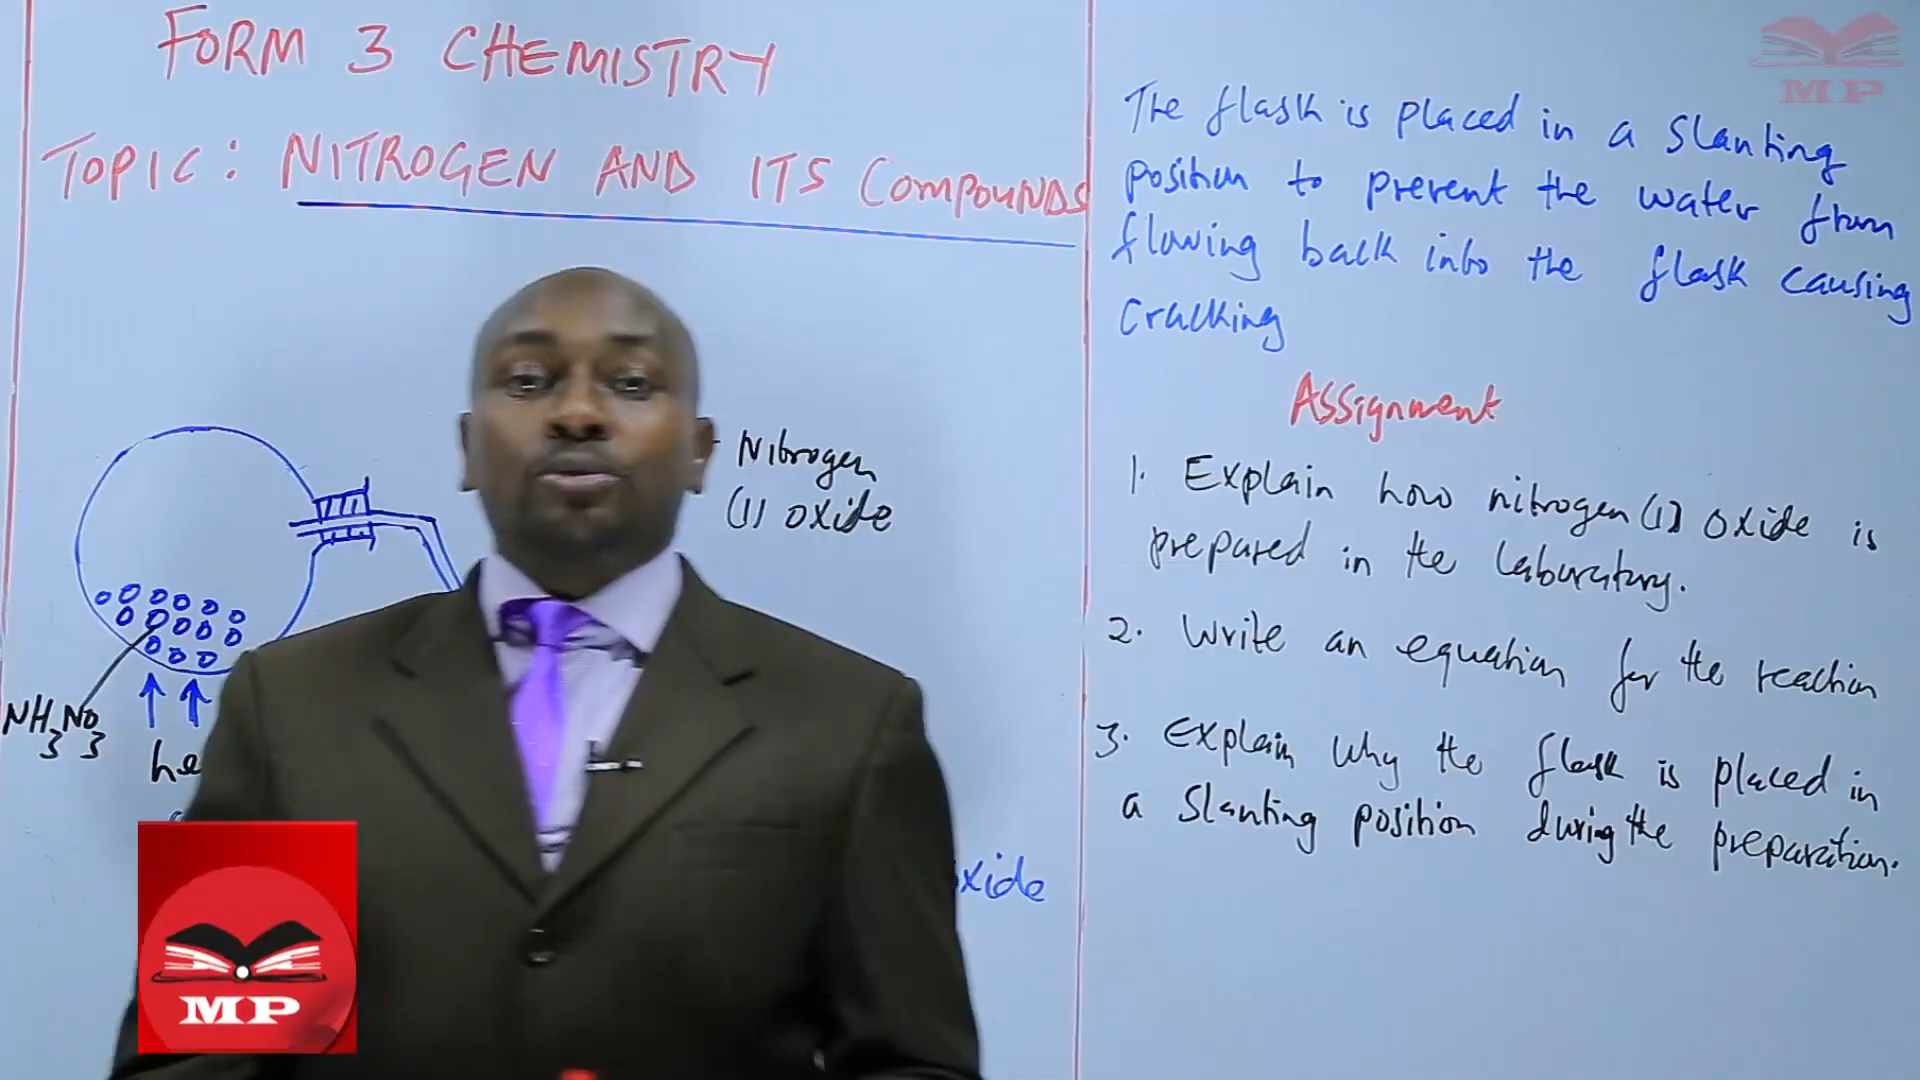 FORM 3 CHEMISTRY
TOPIC: NITROGEN AND ITS COMPOUNDS
Nitrogen
(I) oxide
NH3NO3
he
oxide
MP
MP
The flask is placed in a slanting
position to prevent the water from
flowing back into the flask causing
Cracking
Assignment
1. Explain how nitrogen (I) oxide is
prepared in the laboratory.
2. Write an equation for the reaction
3. Explain why the flask is placed in
a slanting position during the preparation.